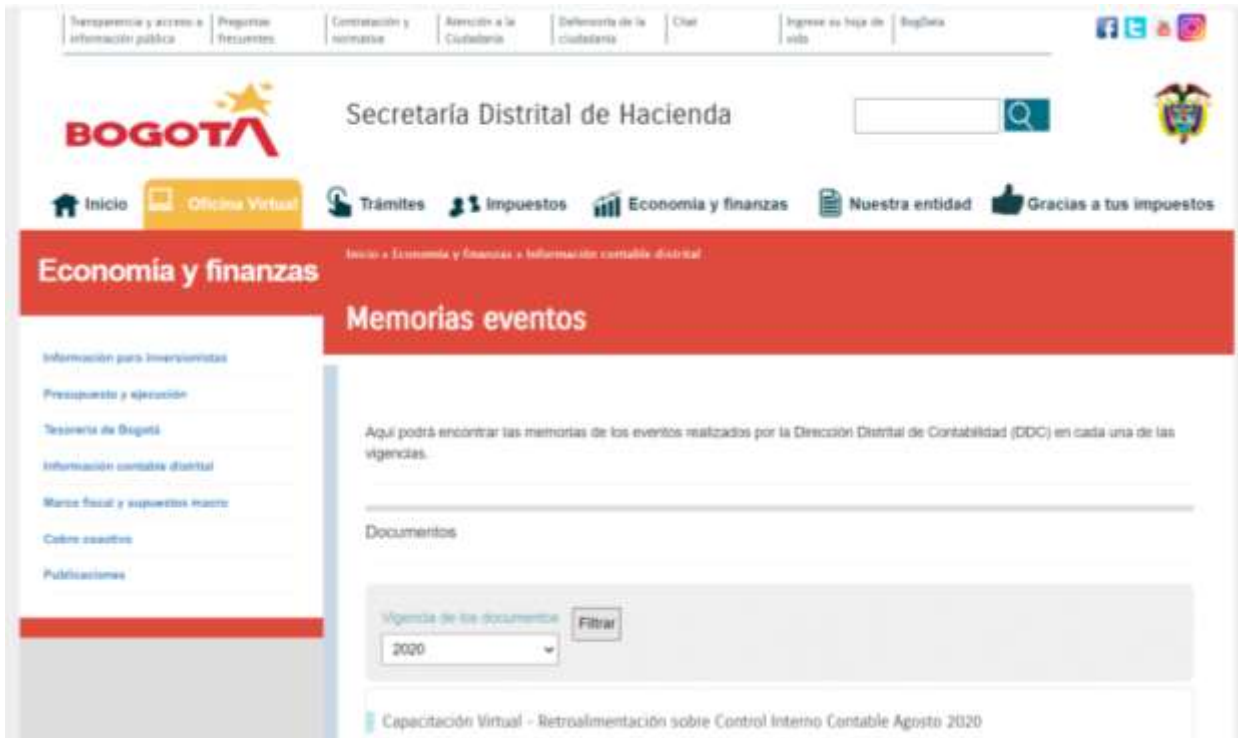 Transparencia y acceso a
información pública
Preguntas
frecuentes
Contratación y
normativa
Atención a la
Ciudadanía
Defensoría de la
ciudadanía
Chat
Ingrese su hoja de
vida
BogData
BOGOTÁ
Secretaría Distrital de Hacienda
Inicio
Oficina Virtual
Trámites
Impuestos
Economía y finanzas
Nuestra entidad
Gracias a tus impuestos
Economía y finanzas
Inicio » Economía y finanzas » Información contable distrital
Memorias eventos
Información para inversionistas
Presupuesto y ejecución
Tesorería de Bogotá
Información contable distrital
Marco fiscal y supuestos macro
Cobro coactivo
Publicaciones
Aquí podrá encontrar las memorias de los eventos realizados por la Dirección Distrital de Contabilidad (DDC) en cada una de las
vigencias.
Documentos
Vigencia de los documentos
Filtrar
2020
Capacitación Virtual - Retroalimentación sobre Control Interno Contable Agosto 2020